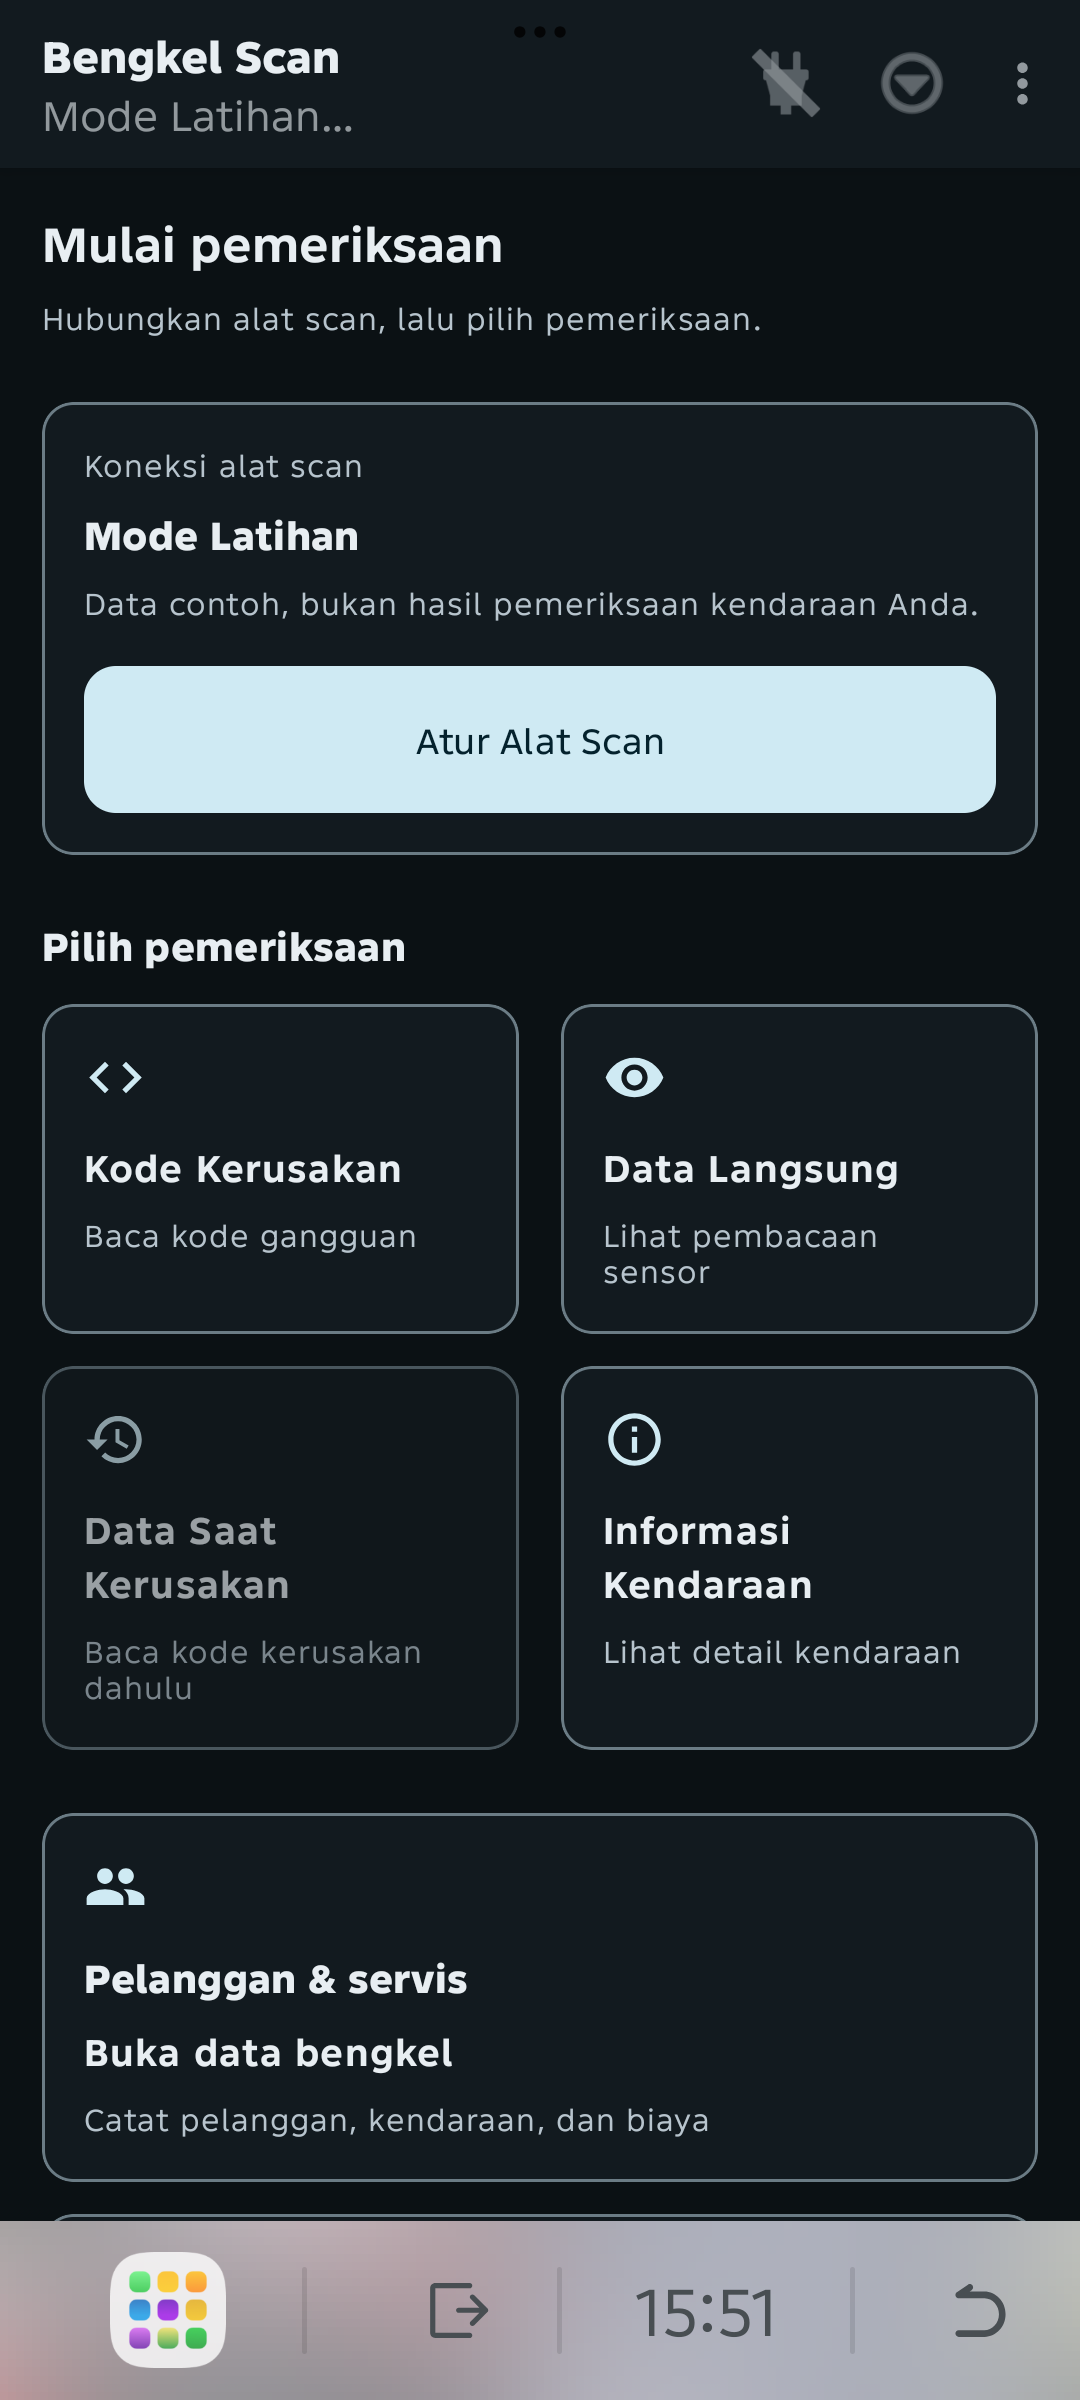 Bengkel Scan
Mode Latihan...
Mulai pemeriksaan
Hubungkan alat scan, lalu pilih pemeriksaan.
Koneksi alat scan
Mode Latihan
Data contoh, bukan hasil pemeriksaan kendaraan Anda.
Atur Alat Scan
Pilih pemeriksaan
Kode Kerusakan
Baca kode gangguan
Data Langsung
Lihat pembacaan
sensor
Data Saat
Kerusakan
Baca kode kerusakan
dahulu
Informasi
Kendaraan
Lihat detail kendaraan
Pelanggan & servis
Buka data bengkel
Catat pelanggan, kendaraan, dan biaya
15:51